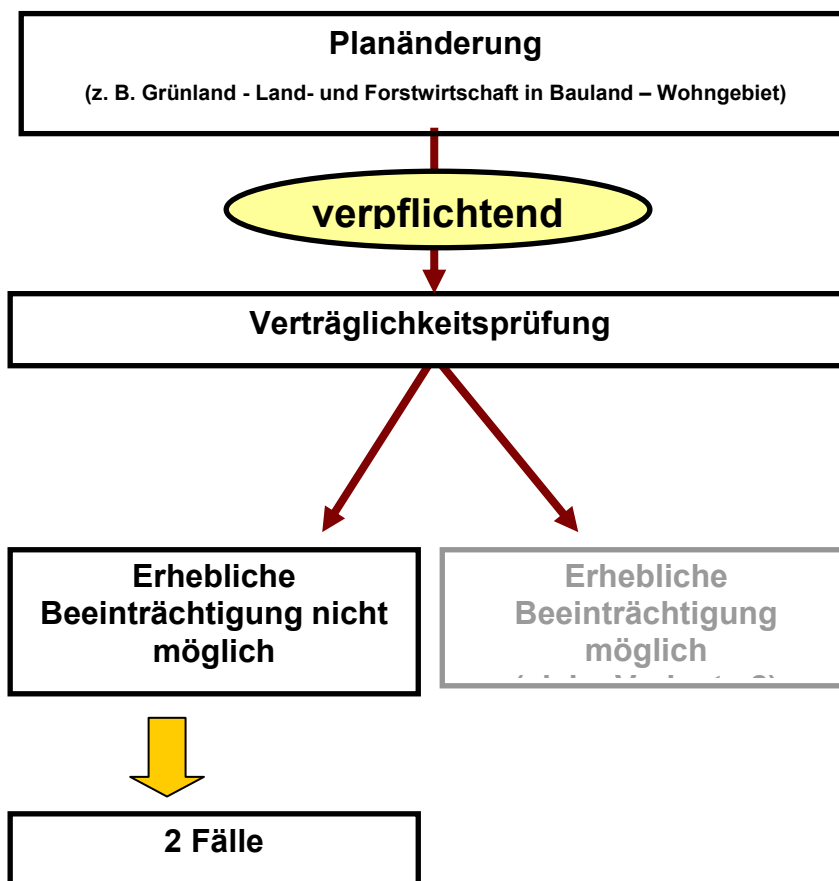 Planänderung
(z. B. Grünland - Land- und Forstwirtschaft in Bauland – Wohngebiet)
verpflichtend
Verträglichkeitsprüfung
Erhebliche
Beeinträchtigung nicht
möglich
Erhebliche
Beeinträchtigung
möglich
2 Fälle